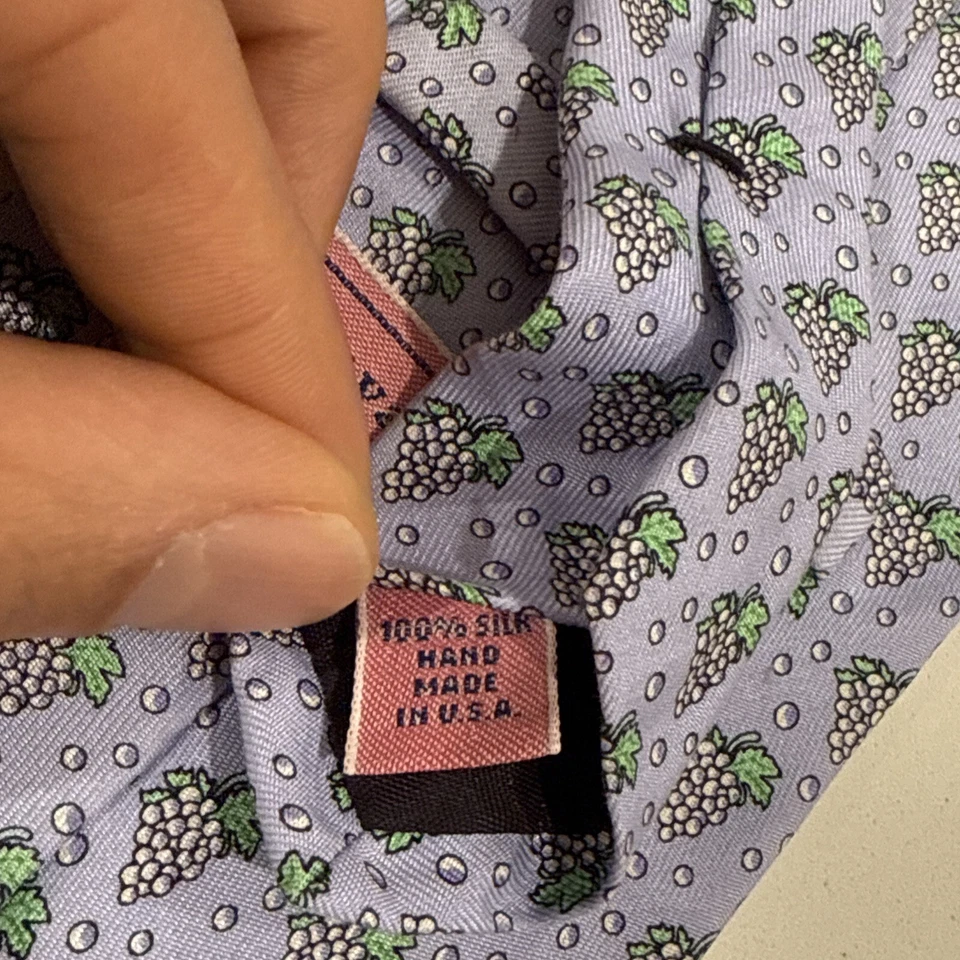 100% SILK
HAND
MADE
IN U.S.A.